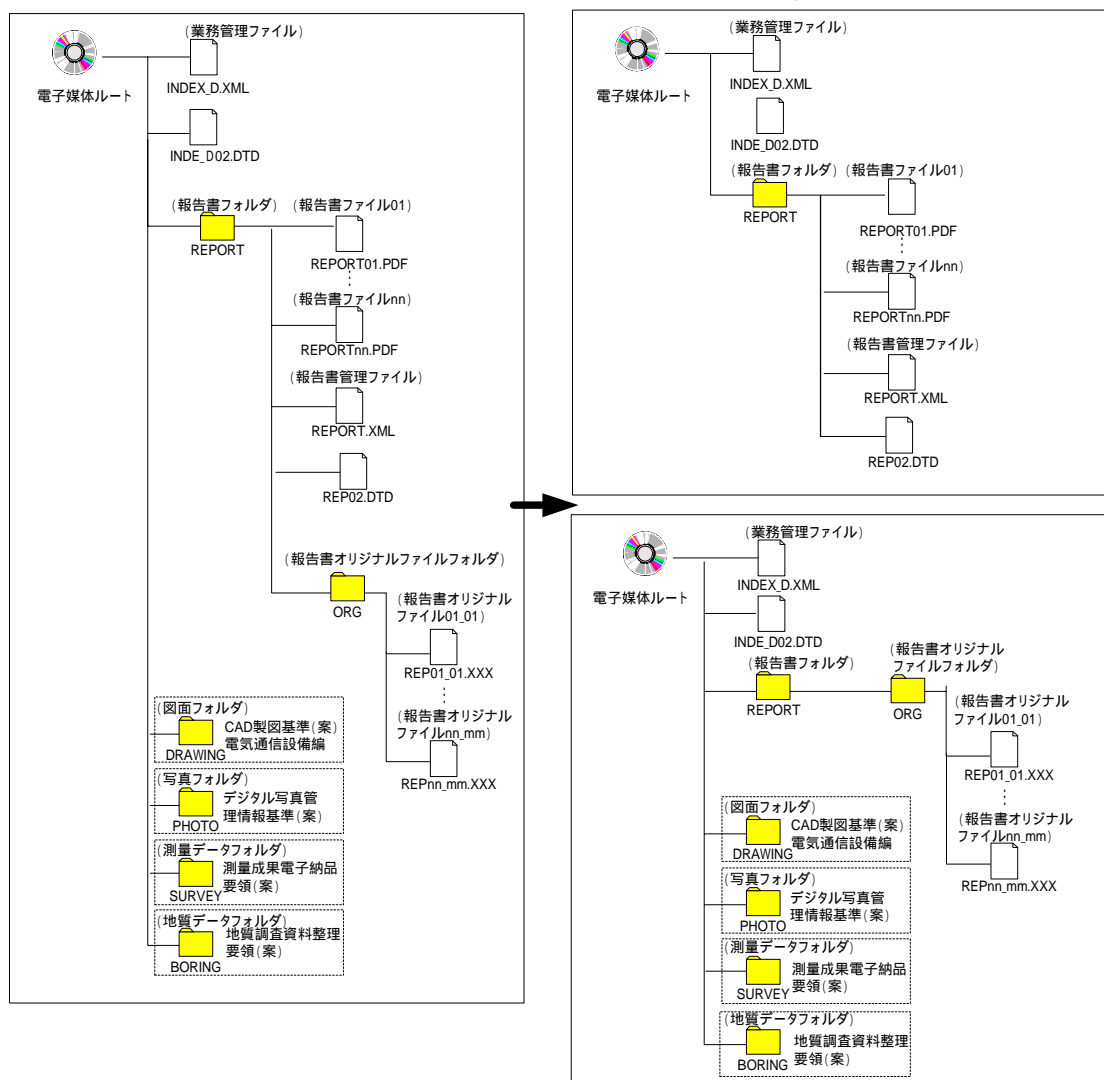 (業務管理ファイル)
INDEX_D.XML
電子媒体ルート
INDE_D02.DTD
(報告書フォルダ)
(報告書ファイル01)
REPORT
REPORT01.PDF
(報告書ファイルnn)
REPORTnn.PDF
(報告書管理ファイル)
REPORT.XML
REP02.DTD
(報告書オリジナルファイルフォルダ)
ORG
(報告書オリジナル
ファイル01_01)
REP01_01.XXX
(報告書オリジナル
ファイルnn_mm)
REPnn_mm.XXX
(図面フォルダ)
CAD製図基準(案)
電気通信設備編
DRAWING
(写真フォルダ)
デジタル写真管
理情報基準(案)
PHOTO
(測量データフォルダ)
測量成果電子納品
要領(案)
SURVEY
(地質データフォルダ)
地質調査資料整理
要領(案)
BORING
(業務管理ファイル)
INDEX_D.XML
電子媒体ルート
INDE_D02.DTD
(報告書フォルダ)
(報告書ファイル01)
REPORT
REPORT01.PDF
(報告書ファイルnn)
REPORTnn.PDF
(報告書管理ファイル)
REPORT.XML
REP02.DTD
(業務管理ファイル)
INDEX_D.XML
電子媒体ルート
INDE_D02.DTD
(報告書フォルダ)
REPORT
(報告書オリジナル
ファイルフォルダ)
ORG
(報告書オリジナル
ファイル01_01)
REP01_01.XXX
(報告書オリジナル
ファイルnn_mm)
REPnn_mm.XXX
(図面フォルダ)
CAD製図基準(案)
電気通信設備編
DRAWING
(写真フォルダ)
デジタル写真管
理情報基準(案)
PHOTO
(測量データフォルダ)
測量成果電子納品
要領(案)
SURVEY
(地質データフォルダ)
地質調査資料整理
要領(案)
BORING